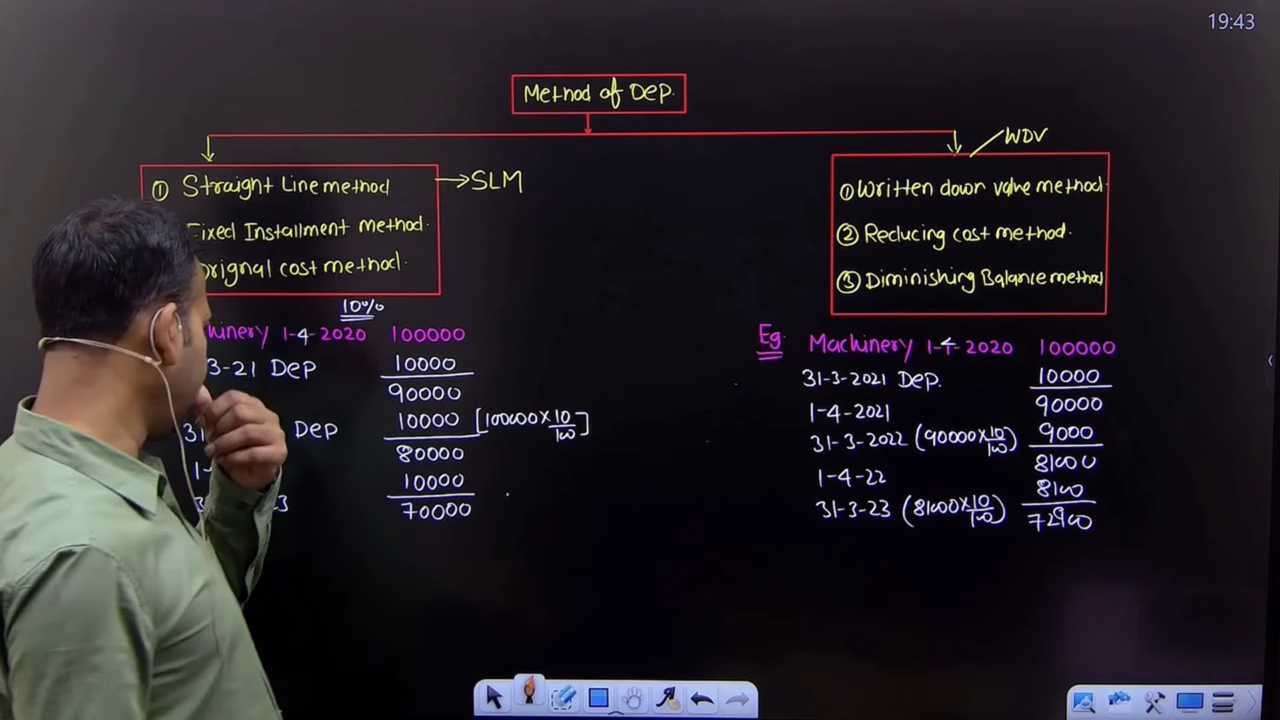 19:43
Method of Dep.
WDV
① Straight Line method
→SLM
Fixed Installment method.
orignal cost method.
① Written down value method.
② Reducing cost method.
③ Diminishing Balance method
10%
1-4-2020 100000
3-21 Dep 10000
90000
31 Dep 10000 [100000×10/100]
80000
10000
70000
Eg. Machinery 1-4-2020 100000
31-3-2021 Dep. 10000
1-4-2021 90000
31-3-2022 (90000×10/100) 9000
1-4-22 81000
31-3-23 (81000×10/100) 8100
72900